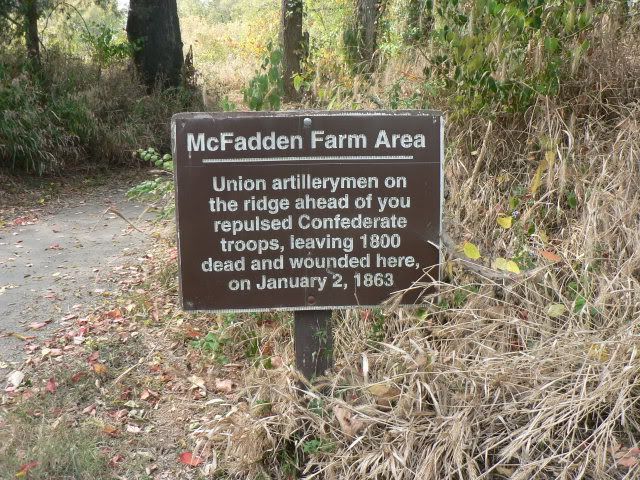 McFadden Farm Area
Union artillerymen on
the ridge ahead of you
repulsed Confederate
troops, leaving 1800
dead and wounded here,
on January 2, 1863